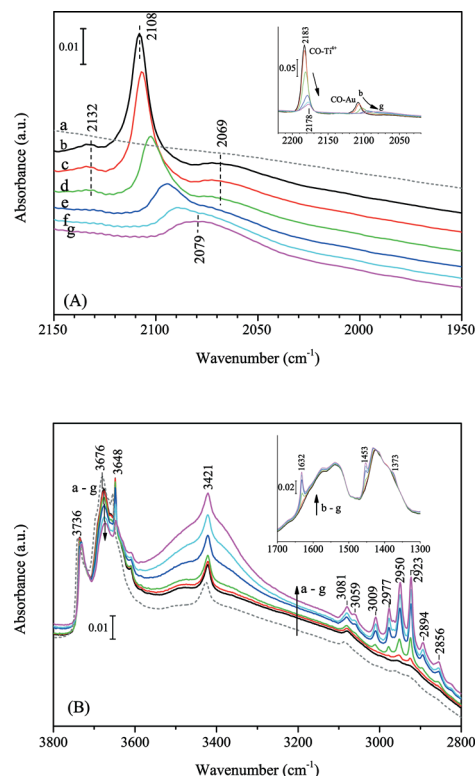 0.01
2108
2132
2069
2079
a
b
c
d
e
f
g
(A)
Absorbance (a.u.)
2150 2100 2050 2000 1950
Wavenumber (cm⁻¹)
2183
CO-Ti⁴⁺
0.05
CO-Au
b
g
2178
2200 2150 2100 2050
3676
3648
a - g
3736
3421
0.01
a - g
3081
3059
3009
2977
2950
2923
2894
2856
(B)
Absorbance (a.u.)
3800 3600 3400 3200 3000 2800
Wavenumber (cm⁻¹)
1632
1453
1373
0.02
b - g
1700 1600 1500 1400 1300